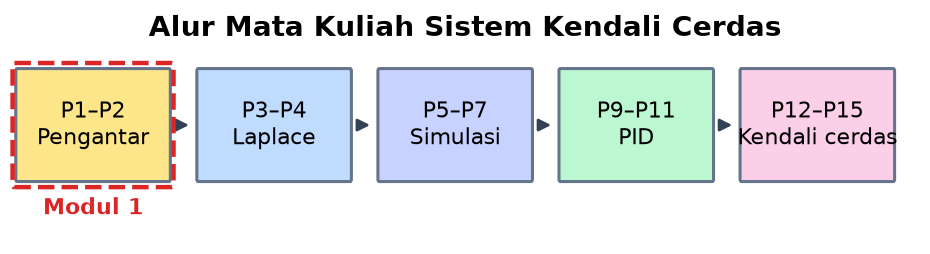 Alur Mata Kuliah Sistem Kendali Cerdas
P1–P2
Pengantar
P3–P4
Laplace
P5–P7
Simulasi
P9–P11
PID
P12–P15
Kendali cerdas
Modul 1